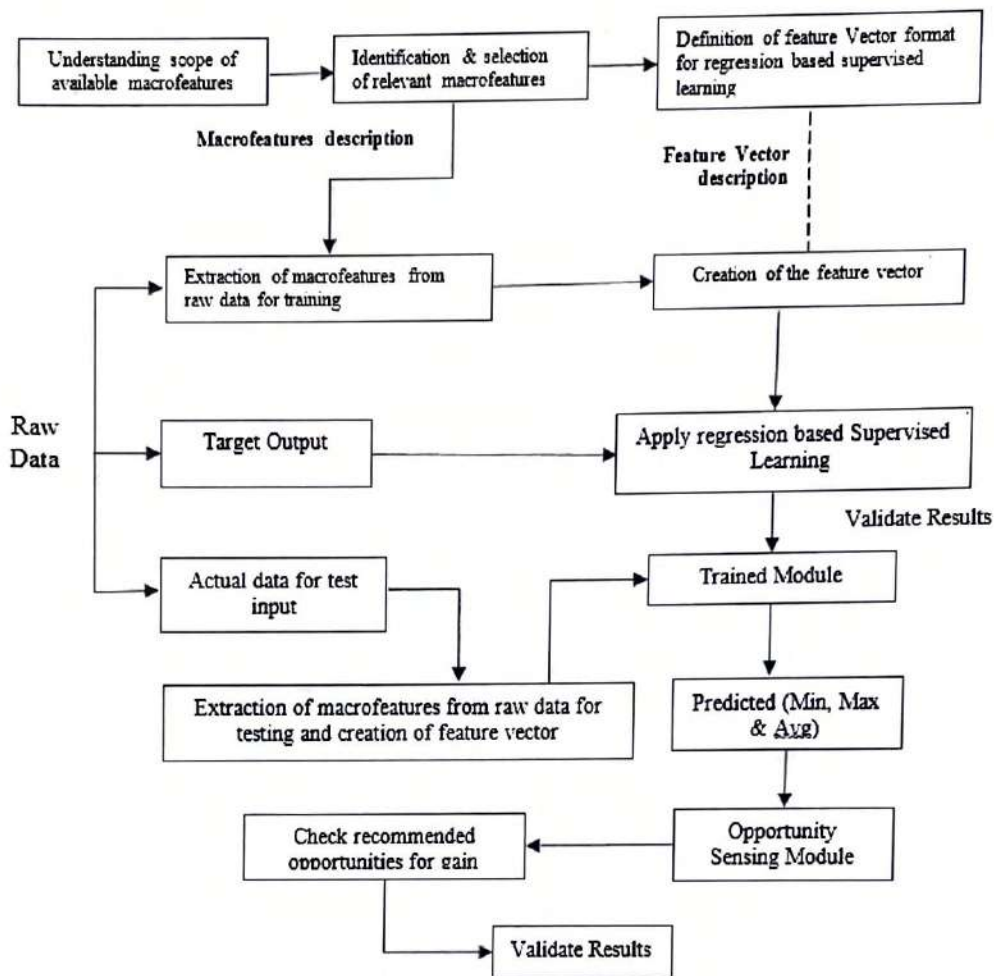 Understanding scope of
available macrofeatures
Identification & selection
of relevant macrofeatures
Definition of feature Vector format
for regression based supervised
learning
Macrofeatures description
Feature Vector
description
Extraction of macrofeatures from
raw data for training
Creation of the feature vector
Raw
Data
Target Output
Apply regression based Supervised
Learning
Validate Results
Actual data for test
input
Trained Module
Extraction of macrofeatures from raw data for
testing and creation of feature vector
Predicted (Min, Max
& Avg)
Check recommended
opportunities for gain
Opportunity
Sensing Module
Validate Results